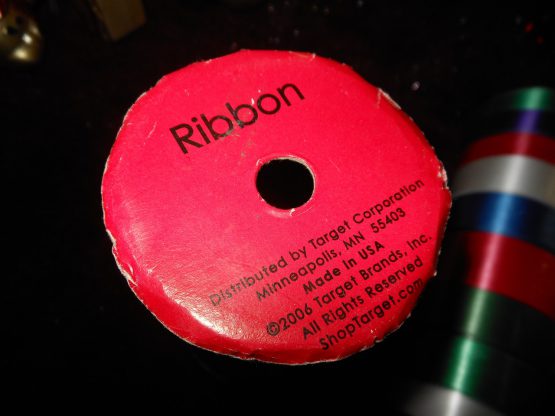 Ribbon
Distributed by Target Corporation
Minneapolis, MN 55403
Made in USA
©2006 Target Brands, Inc.
All Rights Reserved
ShopTarget.com